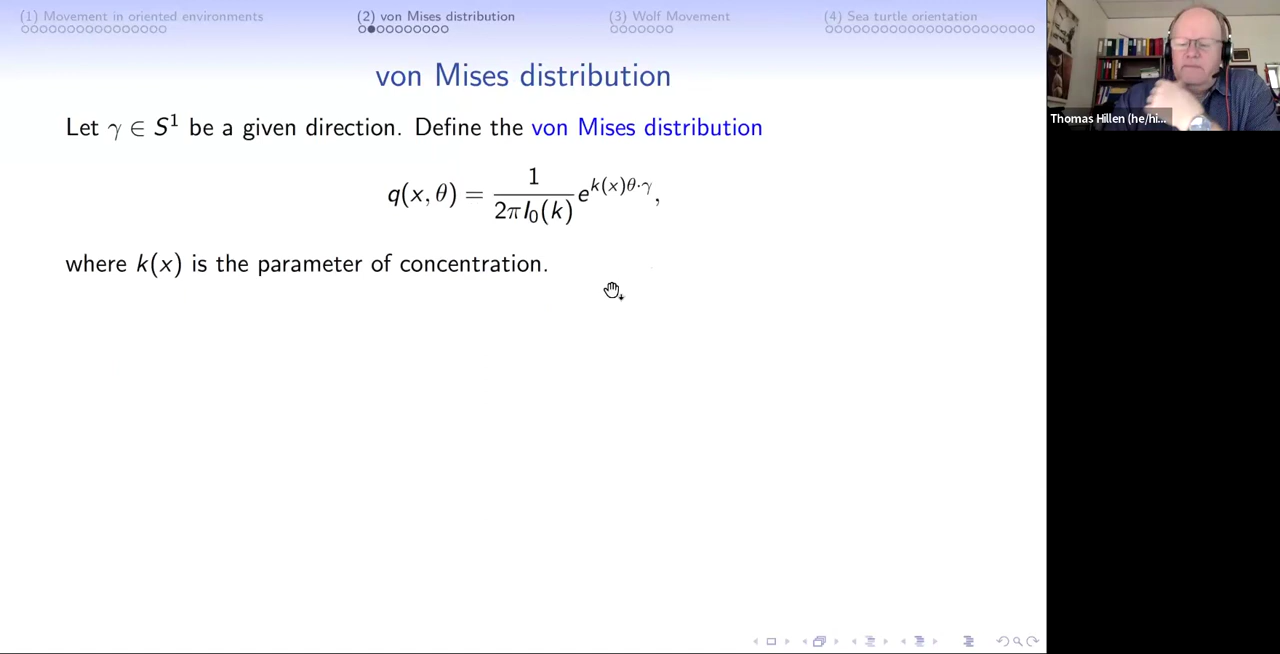 (1) Movement in oriented environments (2) von Mises distribution (3) Wolf Movement (4) Sea turtle orientation
von Mises distribution
Let γ ∈ S¹ be a given direction. Define the von Mises distribution
q(x, θ) = \frac{1}{2πI₀(k)} e^{k(x)θ·γ},
where k(x) is the parameter of concentration.
Thomas Hillen (he/hi...